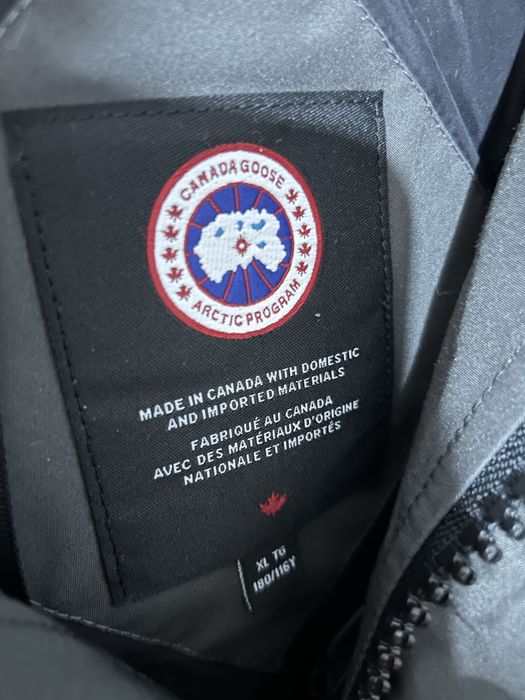 CANADA GOOSE
ARCTIC PROGRAM
MADE IN CANADA WITH DOMESTIC
AND IMPORTED MATERIALS
FABRIQUÉ AU CANADA
AVEC DES MATÉRIAUX D'ORIGINE
NATIONALE ET IMPORTÉS
XL TG
180/116Y